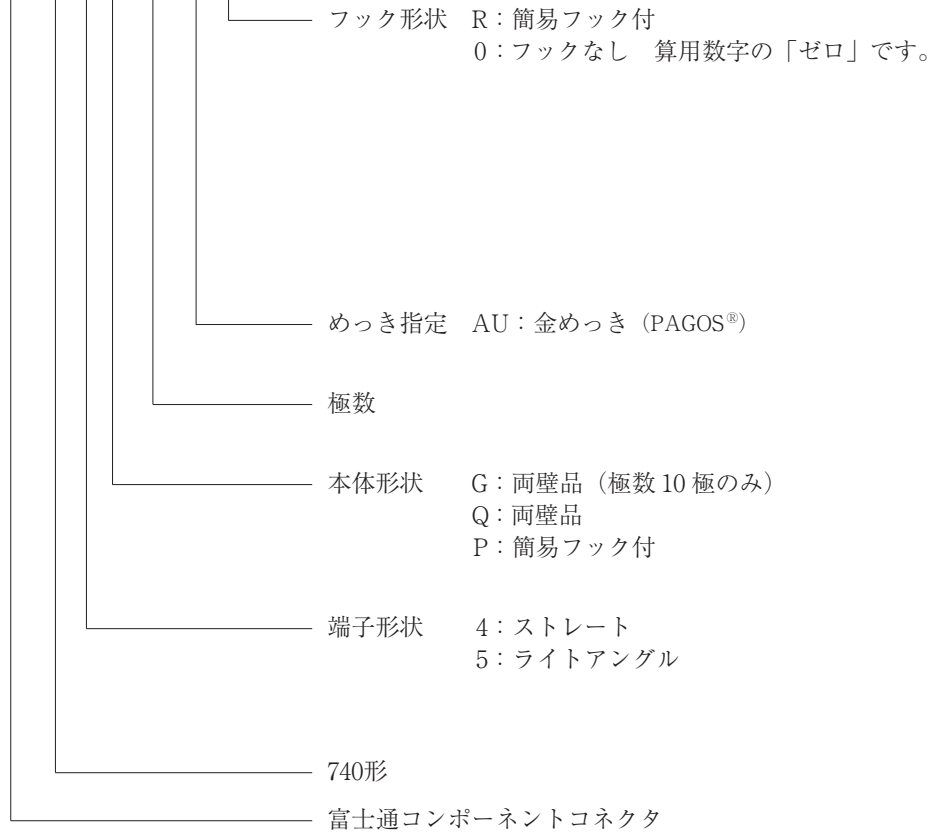 フック形状 R：簡易フック付
0：フックなし　算用数字の「ゼロ」です。
めっき指定 AU：金めっき（PAGOS®）
極数
本体形状 G：両壁品（極数 10 極のみ）
Q：両壁品
P：簡易フック付
端子形状 4：ストレート
5：ライトアングル
740形
富士通コンポーネントコネクタ